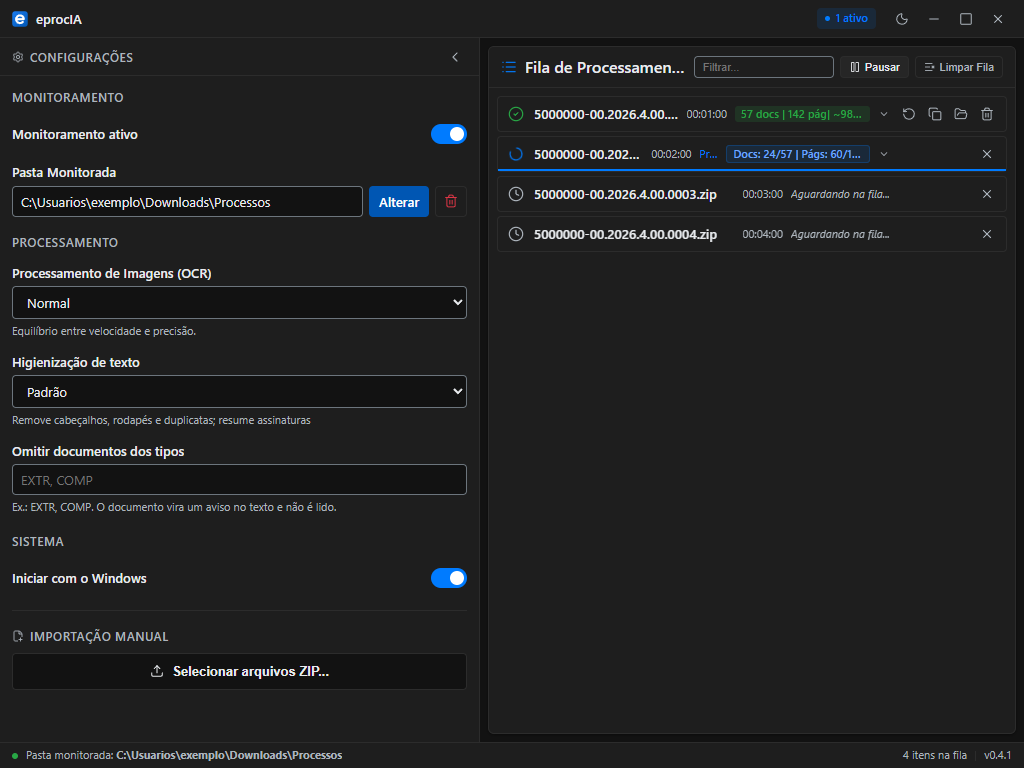 eprocIA
1 ativo
CONFIGURAÇÕES
MONITORAMENTO
Monitoramento ativo
Pasta Monitorada
C:\Usuarios\exemplo\Downloads\Processos
Alterar
PROCESSAMENTO
Processamento de Imagens (OCR)
Normal
Equilíbrio entre velocidade e precisão.
Higienização de texto
Padrão
Remove cabeçalhos, rodapés e duplicatas; resume assinaturas
Omitir documentos dos tipos
EXTR, COMP
Ex.: EXTR, COMP. O documento vira um aviso no texto e não é lido.
SISTEMA
Iniciar com o Windows
IMPORTAÇÃO MANUAL
Selecionar arquivos ZIP...
Fila de Processamen...
Filtrar...
Pausar
Limpar Fila
5000000-00.2026.4.00.... 00:01:00 57 docs | 142 pág| ~98...
5000000-00.202... 00:02:00 Pr... Docs: 24/57 | Págs: 60/1...
5000000-00.2026.4.00.0003.zip 00:03:00 Aguardando na fila...
5000000-00.2026.4.00.0004.zip 00:04:00 Aguardando na fila...
Pasta monitorada: C:\Usuarios\exemplo\Downloads\Processos
4 itens na fila
v0.4.1